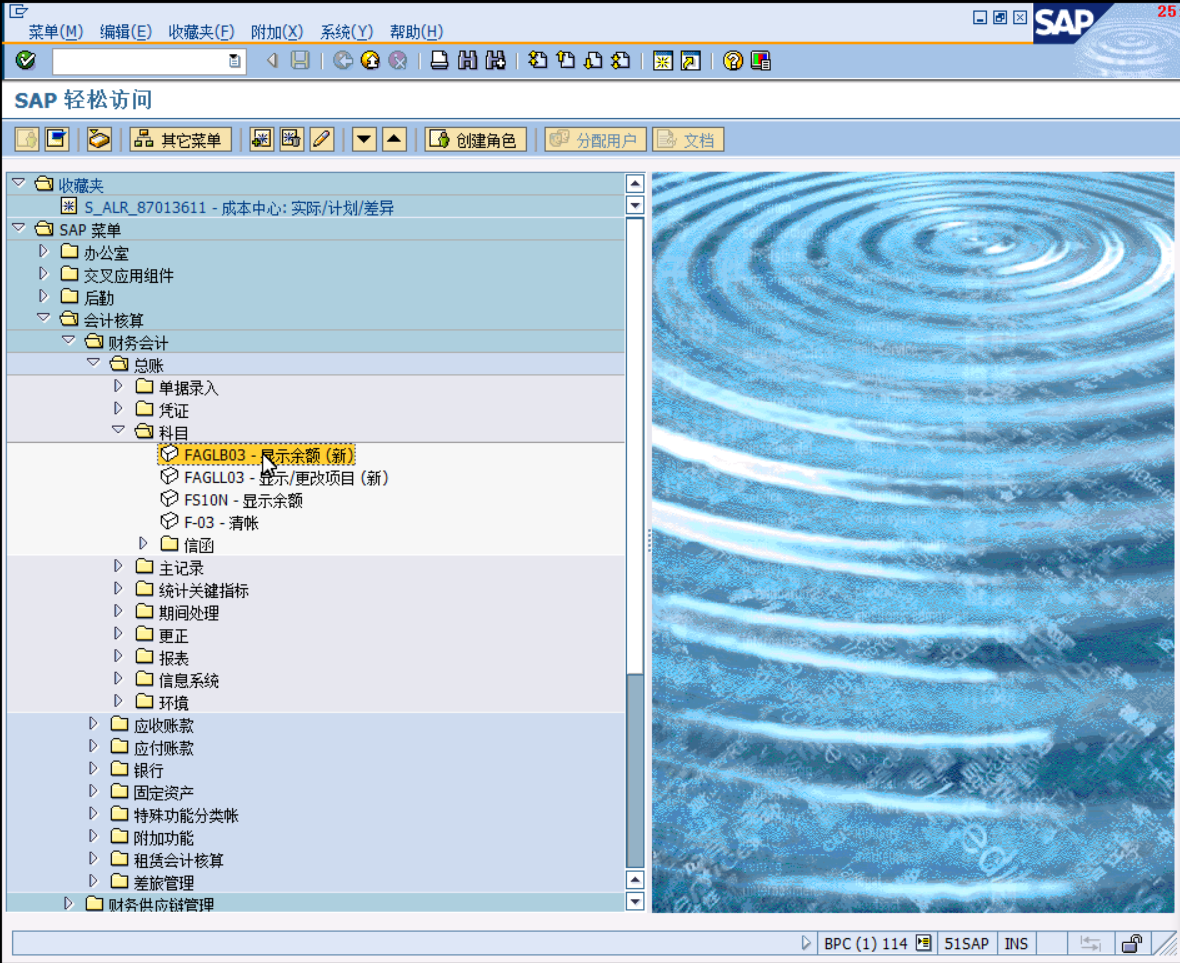 25
菜单(M) 编辑(E) 收藏夹(F) 附加(X) 系统(Y) 帮助(H)
SAP
SAP 轻松访问
其它菜单 创建角色 分配用户 文档
收藏夹
S_ALR_87013611 - 成本中心: 实际/计划/差异
SAP 菜单
办公室
交叉应用组件
后勤
会计核算
财务会计
总账
单据录入
凭证
科目
FAGLB03 - 显示余额 (新)
FAGLL03 - 显示/更改项目 (新)
FS10N - 显示余额
F-03 - 清帐
信函
主记录
统计关键指标
期间处理
更正
报表
信息系统
环境
应收账款
应付账款
银行
固定资产
特殊功能分类帐
附加功能
租赁会计核算
差旅管理
财务供应链管理
BPC (1) 114 51SAP INS